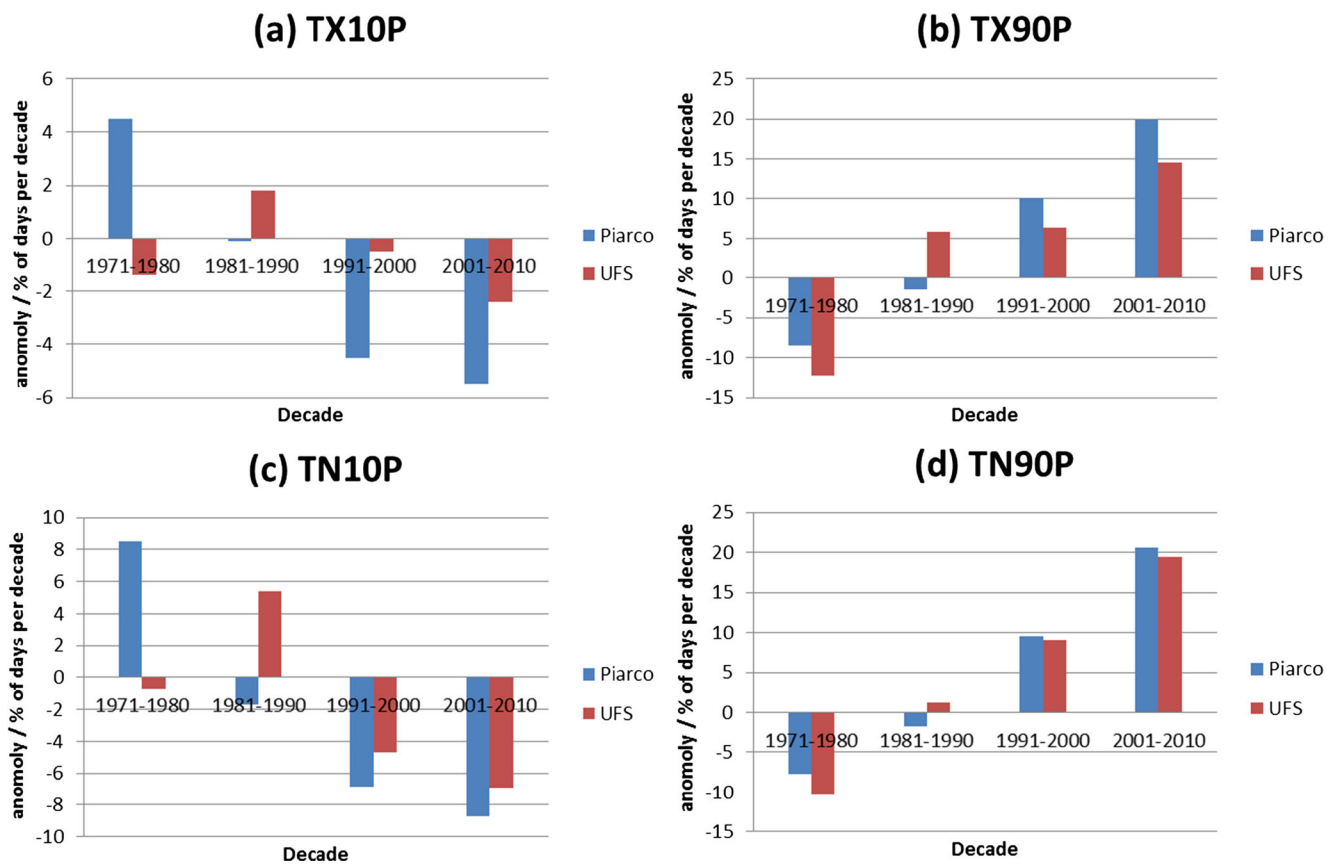 (a) TX10P
anomoly / % of days per decade
6
4
2
0
-2
-4
-6
1971-1980 1981-1990 1991-2000 2001-2010
Decade
Piarco
UFS
(b) TX90P
anomoly / % of days per decade
25
20
15
10
5
0
-5
-10
-15
1971-1980 1981-1990 1991-2000 2001-2010
Decade
Piarco
UFS
(c) TN10P
anomoly / % of days per decade
10
8
6
4
2
0
-2
-4
-6
-8
-10
1971-1980 1981-1990 1991-2000 2001-2010
Decade
Piarco
UFS
(d) TN90P
anomoly / % of days per decade
25
20
15
10
5
0
-5
-10
-15
1971-1980 1981-1990 1991-2000 2001-2010
Decade
Piarco
UFS